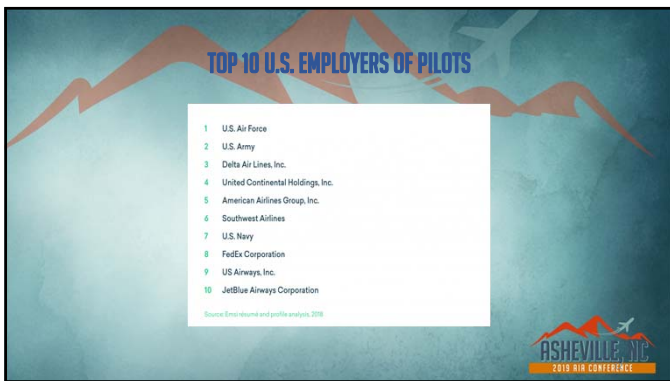 TOP 10 U.S. EMPLOYERS OF PILOTS
1 U.S. Air Force
2 U.S. Army
3 Delta Air Lines, Inc.
4 United Continental Holdings, Inc.
5 American Airlines Group, Inc.
6 Southwest Airlines
7 U.S. Navy
8 FedEx Corporation
9 US Airways, Inc.
10 JetBlue Airways Corporation
Source: Emsi résumé and profile analysis, 2018
ASHEVILLE, NC
2019 AIR CONFERENCE